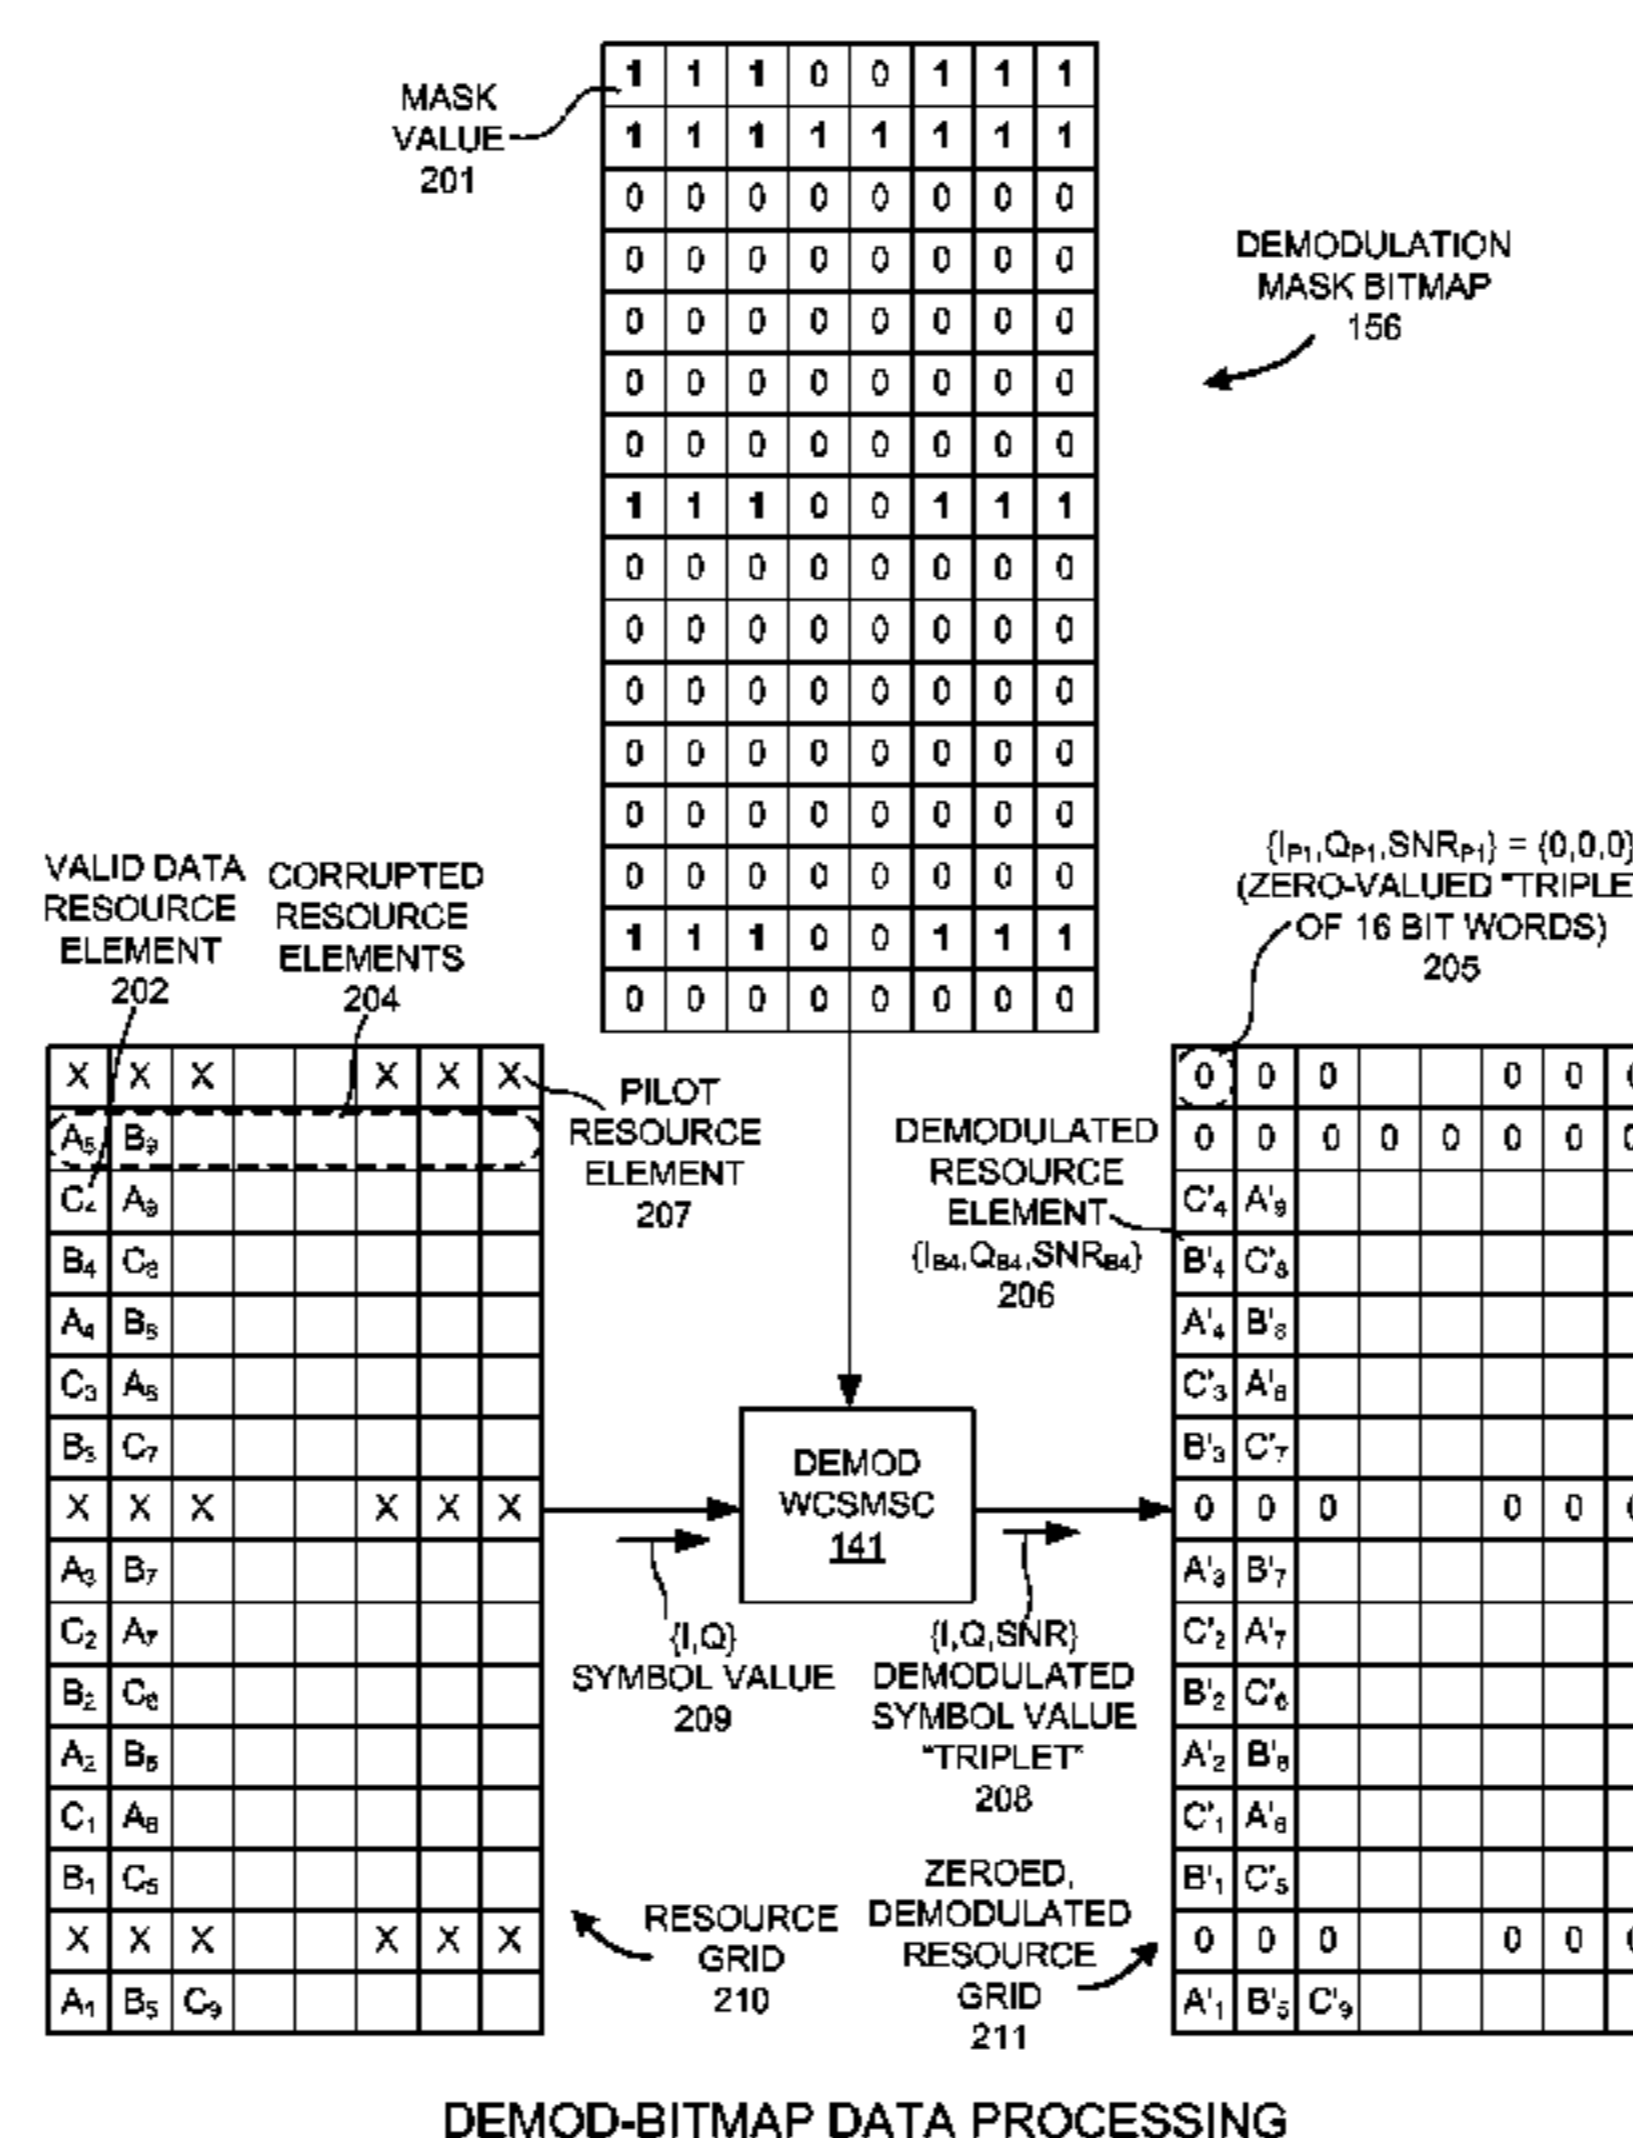 MASK
VALUE
201
1 1 1 0 0 1 1 1
1 1 1 1 1 1 1 1
0 0 0 0 0 0 0 0
0 0 0 0 0 0 0 0
0 0 0 0 0 0 0 0
0 0 0 0 0 0 0 0
0 0 0 0 0 0 0 0
1 1 1 0 0 1 1 1
0 0 0 0 0 0 0 0
0 0 0 0 0 0 0 0
0 0 0 0 0 0 0 0
0 0 0 0 0 0 0 0
0 0 0 0 0 0 0 0
0 0 0 0 0 0 0 0
1 1 1 0 0 1 1 1
0 0 0 0 0 0 0 0
DEMODULATION
MASK BITMAP
156
VALID DATA
RESOURCE
ELEMENT
202
CORRUPTED
RESOURCE
ELEMENTS
204
X X X X X X
A₅ B₉
C₄ A₉
B₄ C₈
A₄ B₈
C₃ A₈
B₃ C₇
X X X X X X
A₃ B₇
C₂ A₇
B₂ C₆
A₂ B₆
C₁ A₆
B₁ C₅
X X X X X X
A₁ B₅ C₉
PILOT
RESOURCE
ELEMENT
207
RESOURCE
GRID
210
{I,Q}
SYMBOL VALUE
209
DEMOD
WCSMSC
141
{I,Q,SNR}
DEMODULATED
SYMBOL VALUE
"TRIPLET"
208
DEMODULATED
RESOURCE
ELEMENT
{I_B4,Q_B4,SNR_B4}
206
{I_P1,Q_P1,SNR_P1} = {0,0,0}
(ZERO-VALUED "TRIPLE
OF 16 BIT WORDS)
205
0 0 0 0 0 0
0 0 0 0 0 0 0 0
C'₄ A'₉
B'₄ C'₈
A'₄ B'₈
C'₃ A'₈
B'₃ C'₇
0 0 0 0 0 0
A'₃ B'₇
C'₂ A'₇
B'₂ C'₆
A'₂ B'₆
C'₁ A'₆
B'₁ C'₅
0 0 0 0 0 0
A'₁ B'₅ C'₉
ZEROED,
DEMODULATED
RESOURCE
GRID
211
DEMOD-BITMAP DATA PROCESSING